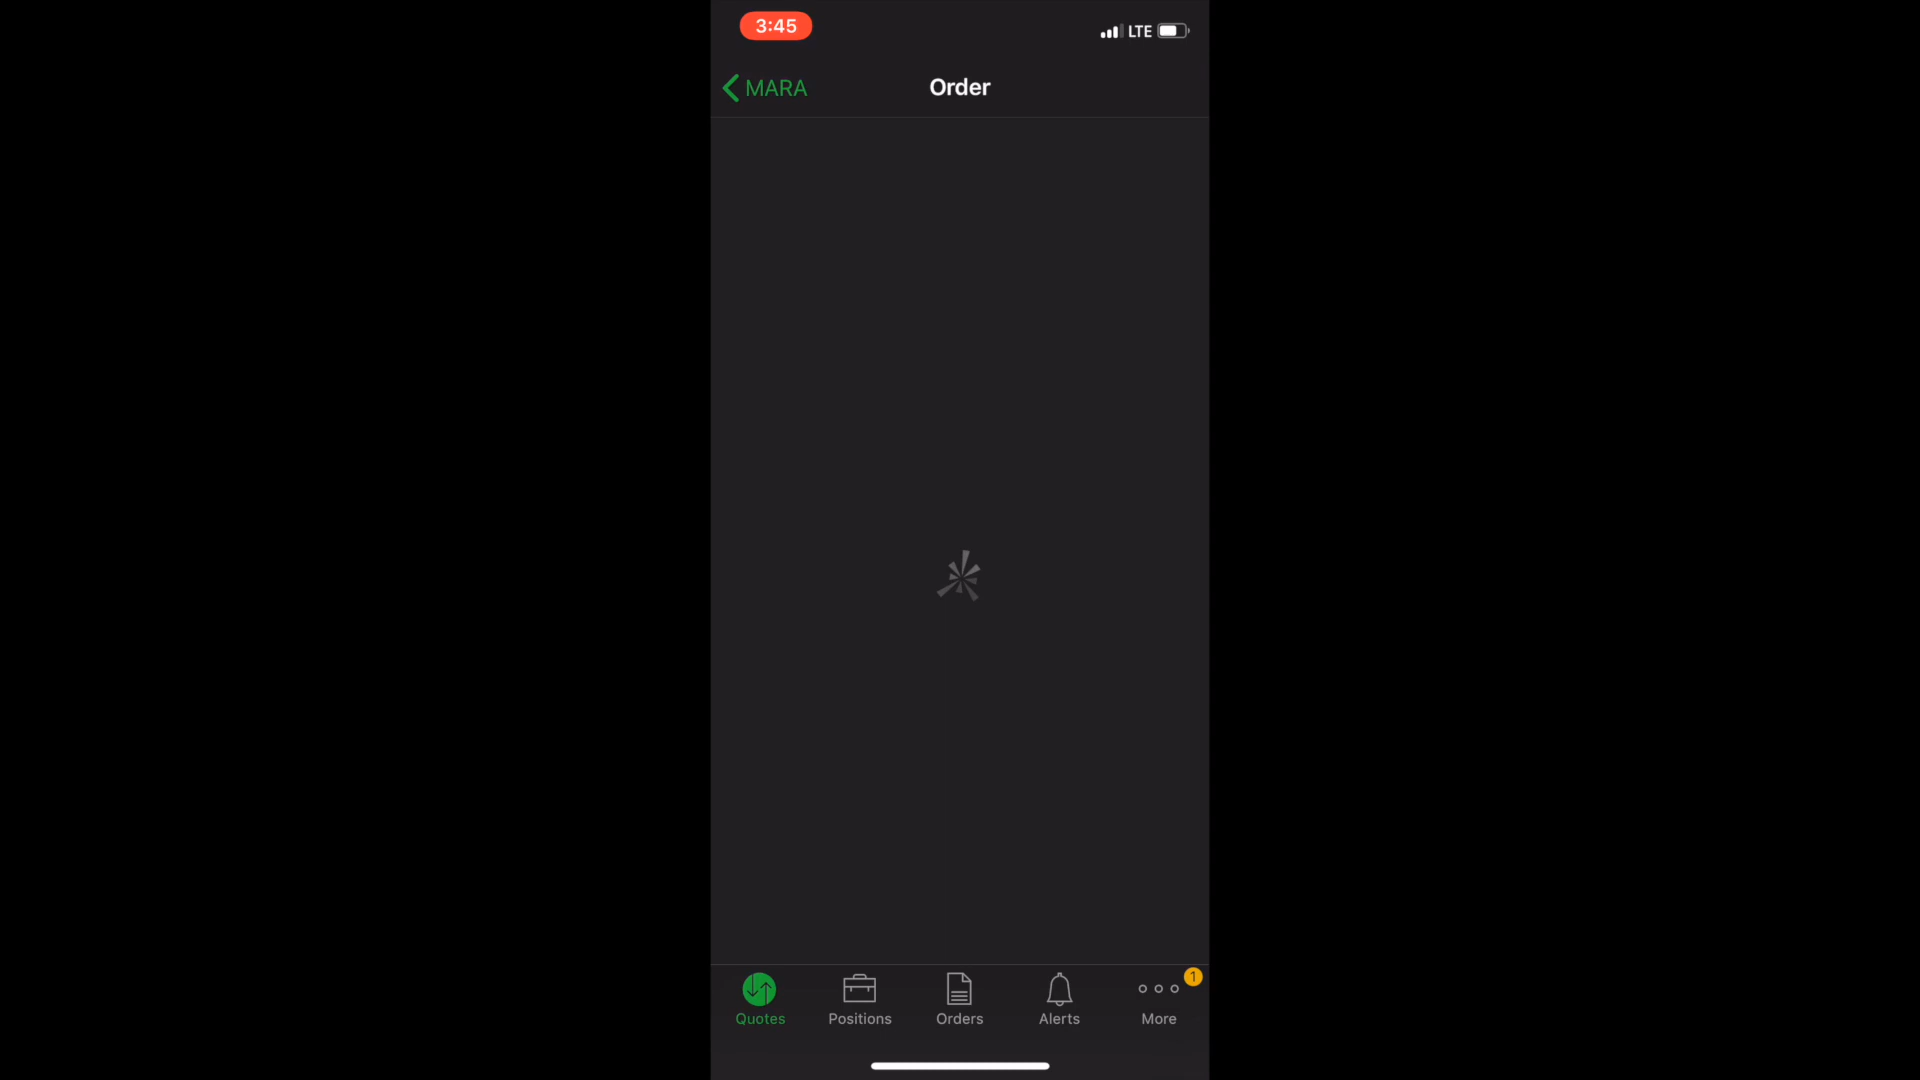 3:45
LTE
MARA
Order
1
Quotes
Positions
Orders
Alerts
More